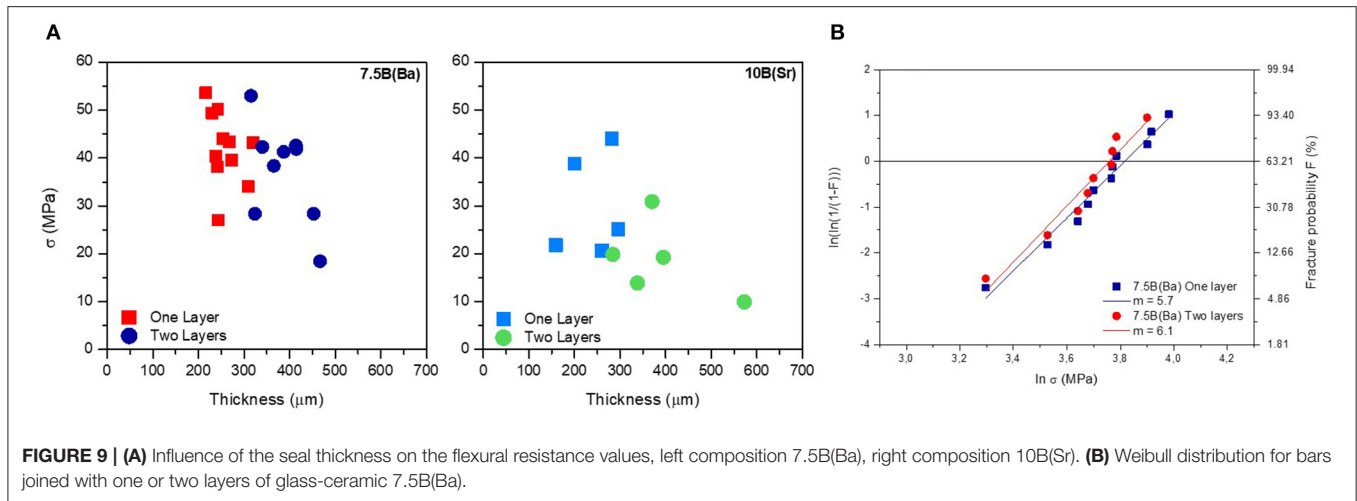 A
60
50
40
30
20
10
0
σ (MPa)
7.5B(Ba)
One Layer
Two Layers
0 100 200 300 400 500 600 700
Thickness (μm)
60
50
40
30
20
10
0
10B(Sr)
One Layer
Two Layers
0 100 200 300 400 500 600 700
Thickness (μm)
B
2
1
0
-1
-2
-3
-4
ln(ln(1/(1-F)))
99.94
93.40
63.21
30.78
12.66
4.86
1.81
Fracture probability F (%)
7.5B(Ba) One layer
m = 5.7
7.5B(Ba) Two layers
m = 6.1
3,0 3,2 3,4 3,6 3,8 4,0 4,2
ln σ (MPa)
FIGURE 9 | (A) Influence of the seal thickness on the flexural resistance values, left composition 7.5B(Ba), right composition 10B(Sr). (B) Weibull distribution for bars
joined with one or two layers of glass-ceramic 7.5B(Ba).